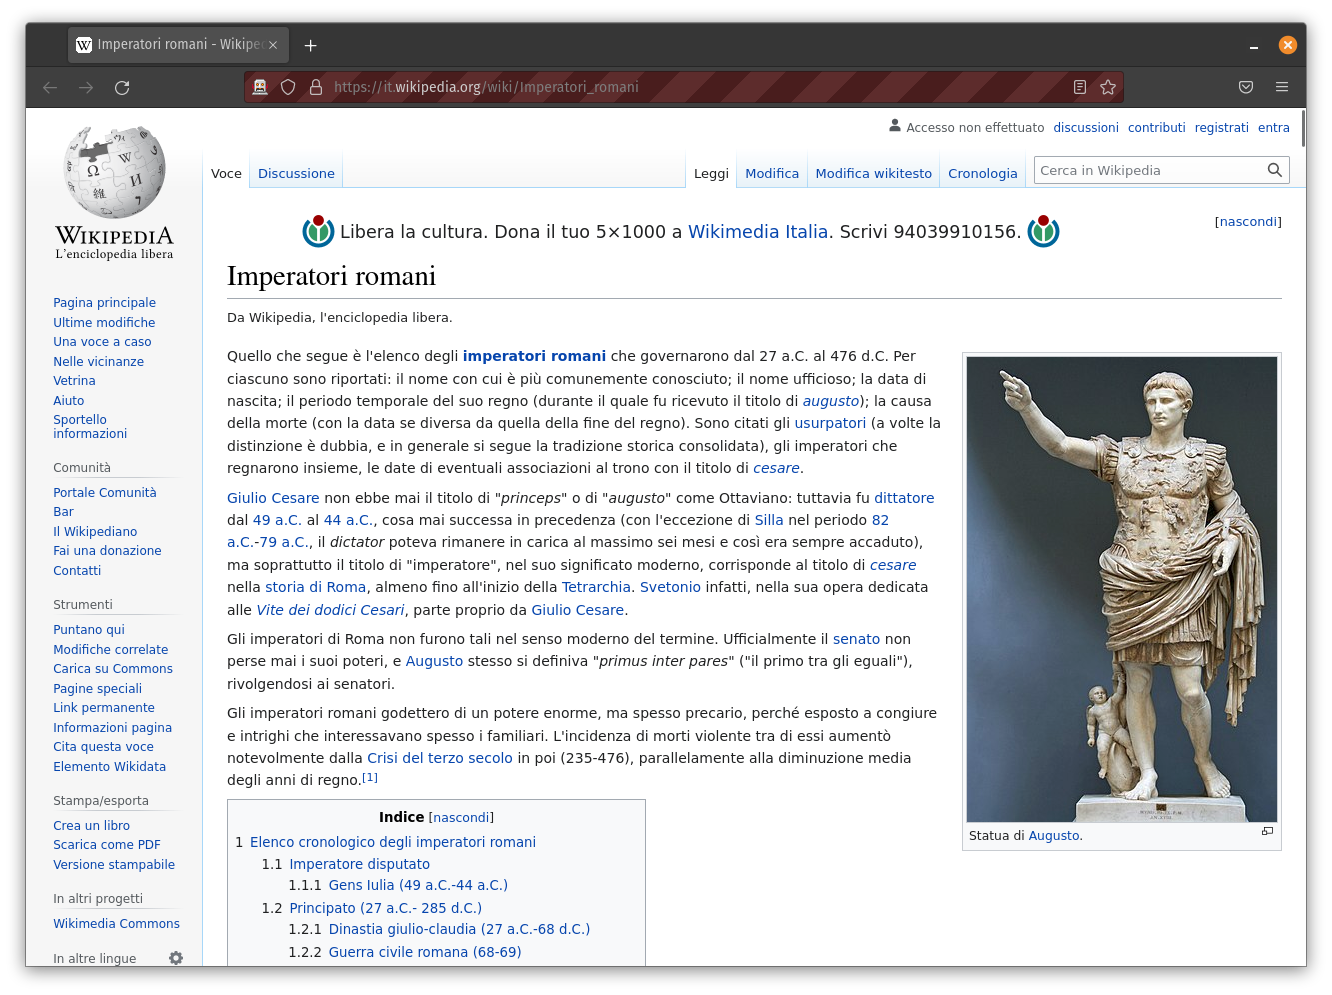 Imperatori romani - Wikiped
https://it.wikipedia.org/wiki/Imperatori_romani
Accesso non effettuato discussioni contributi registrati entra
Voce Discussione Leggi Modifica Modifica wikitesto Cronologia Cerca in Wikipedia
WIKIPEDIA
L'enciclopedia libera
Pagina principale
Ultime modifiche
Una voce a caso
Nelle vicinanze
Vetrina
Aiuto
Sportello
informazioni
Comunità
Portale Comunità
Bar
Il Wikipediano
Fai una donazione
Contatti
Strumenti
Puntano qui
Modifiche correlate
Carica su Commons
Pagine speciali
Link permanente
Informazioni pagina
Cita questa voce
Elemento Wikidata
Stampa/esporta
Crea un libro
Scarica come PDF
Versione stampabile
In altri progetti
Wikimedia Commons
In altre lingue
Libera la cultura. Dona il tuo 5×1000 a Wikimedia Italia. Scrivi 94039910156.
[nascondi]
Imperatori romani
Da Wikipedia, l'enciclopedia libera.
Quello che segue è l'elenco degli imperatori romani che governarono dal 27 a.C. al 476 d.C. Per
ciascuno sono riportati: il nome con cui è più comunemente conosciuto; il nome ufficioso; la data di
nascita; il periodo temporale del suo regno (durante il quale fu ricevuto il titolo di augusto); la causa
della morte (con la data se diversa da quella della fine del regno). Sono citati gli usurpatori (a volte la
distinzione è dubbia, e in generale si segue la tradizione storica consolidata), gli imperatori che
regnarono insieme, le date di eventuali associazioni al trono con il titolo di cesare.
Giulio Cesare non ebbe mai il titolo di "princeps" o di "augusto" come Ottaviano: tuttavia fu dittatore
dal 49 a.C. al 44 a.C., cosa mai successa in precedenza (con l'eccezione di Silla nel periodo 82
a.C.-79 a.C., il dictator poteva rimanere in carica al massimo sei mesi e così era sempre accaduto),
ma soprattutto il titolo di "imperatore", nel suo significato moderno, corrisponde al titolo di cesare
nella storia di Roma, almeno fino all'inizio della Tetrarchia. Svetonio infatti, nella sua opera dedicata
alle Vite dei dodici Cesari, parte proprio da Giulio Cesare.
Gli imperatori di Roma non furono tali nel senso moderno del termine. Ufficialmente il senato non
perse mai i suoi poteri, e Augusto stesso si definiva "primus inter pares" ("il primo tra gli eguali"),
rivolgendosi ai senatori.
Gli imperatori romani godettero di un potere enorme, ma spesso precario, perché esposto a congiure
e intrighi che interessavano spesso i familiari. L'incidenza di morti violente tra di essi aumentò
notevolmente dalla Crisi del terzo secolo in poi (235-476), parallelamente alla diminuzione media
degli anni di regno.[1]
Statua di Augusto.
Indice [nascondi]
1 Elenco cronologico degli imperatori romani
1.1 Imperatore disputato
1.1.1 Gens Iulia (49 a.C.-44 a.C.)
1.2 Principato (27 a.C.- 285 d.C.)
1.2.1 Dinastia giulio-claudia (27 a.C.-68 d.C.)
1.2.2 Guerra civile romana (68-69)